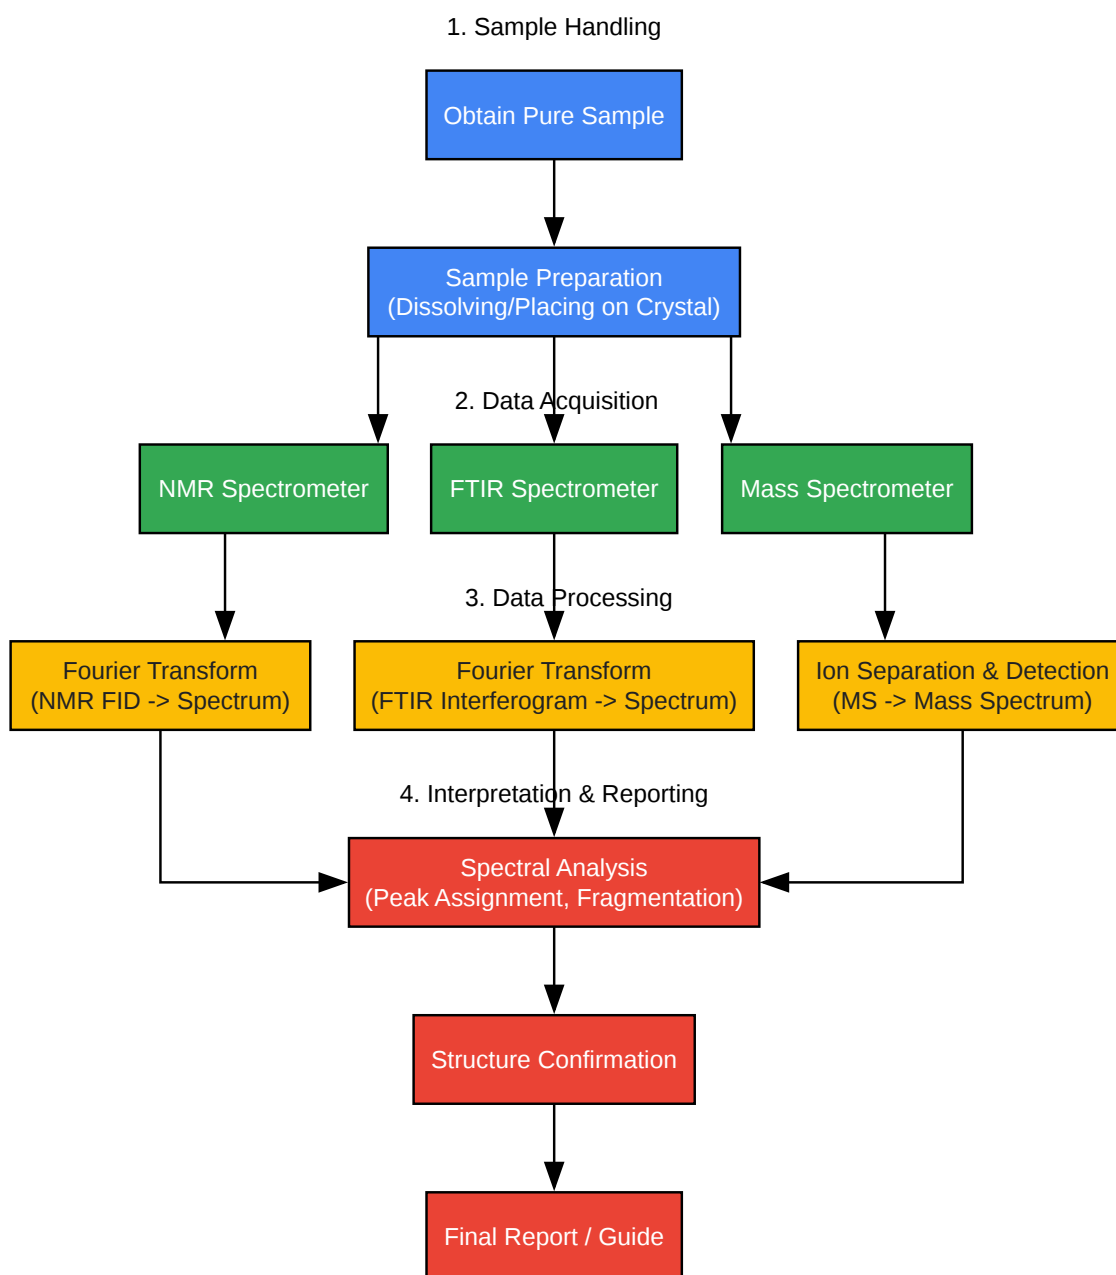 1. Sample Handling
Obtain Pure Sample
Sample Preparation
(Dissolving/Placing on Crystal)
2. Data Acquisition
NMR Spectrometer
FTIR Spectrometer
Mass Spectrometer
3. Data Processing
Fourier Transform
(NMR FID -> Spectrum)
Fourier Transform
(FTIR Interferogram -> Spectrum)
Ion Separation & Detection
(MS -> Mass Spectrum)
4. Interpretation & Reporting
Spectral Analysis
(Peak Assignment, Fragmentation)
Structure Confirmation
Final Report / Guide